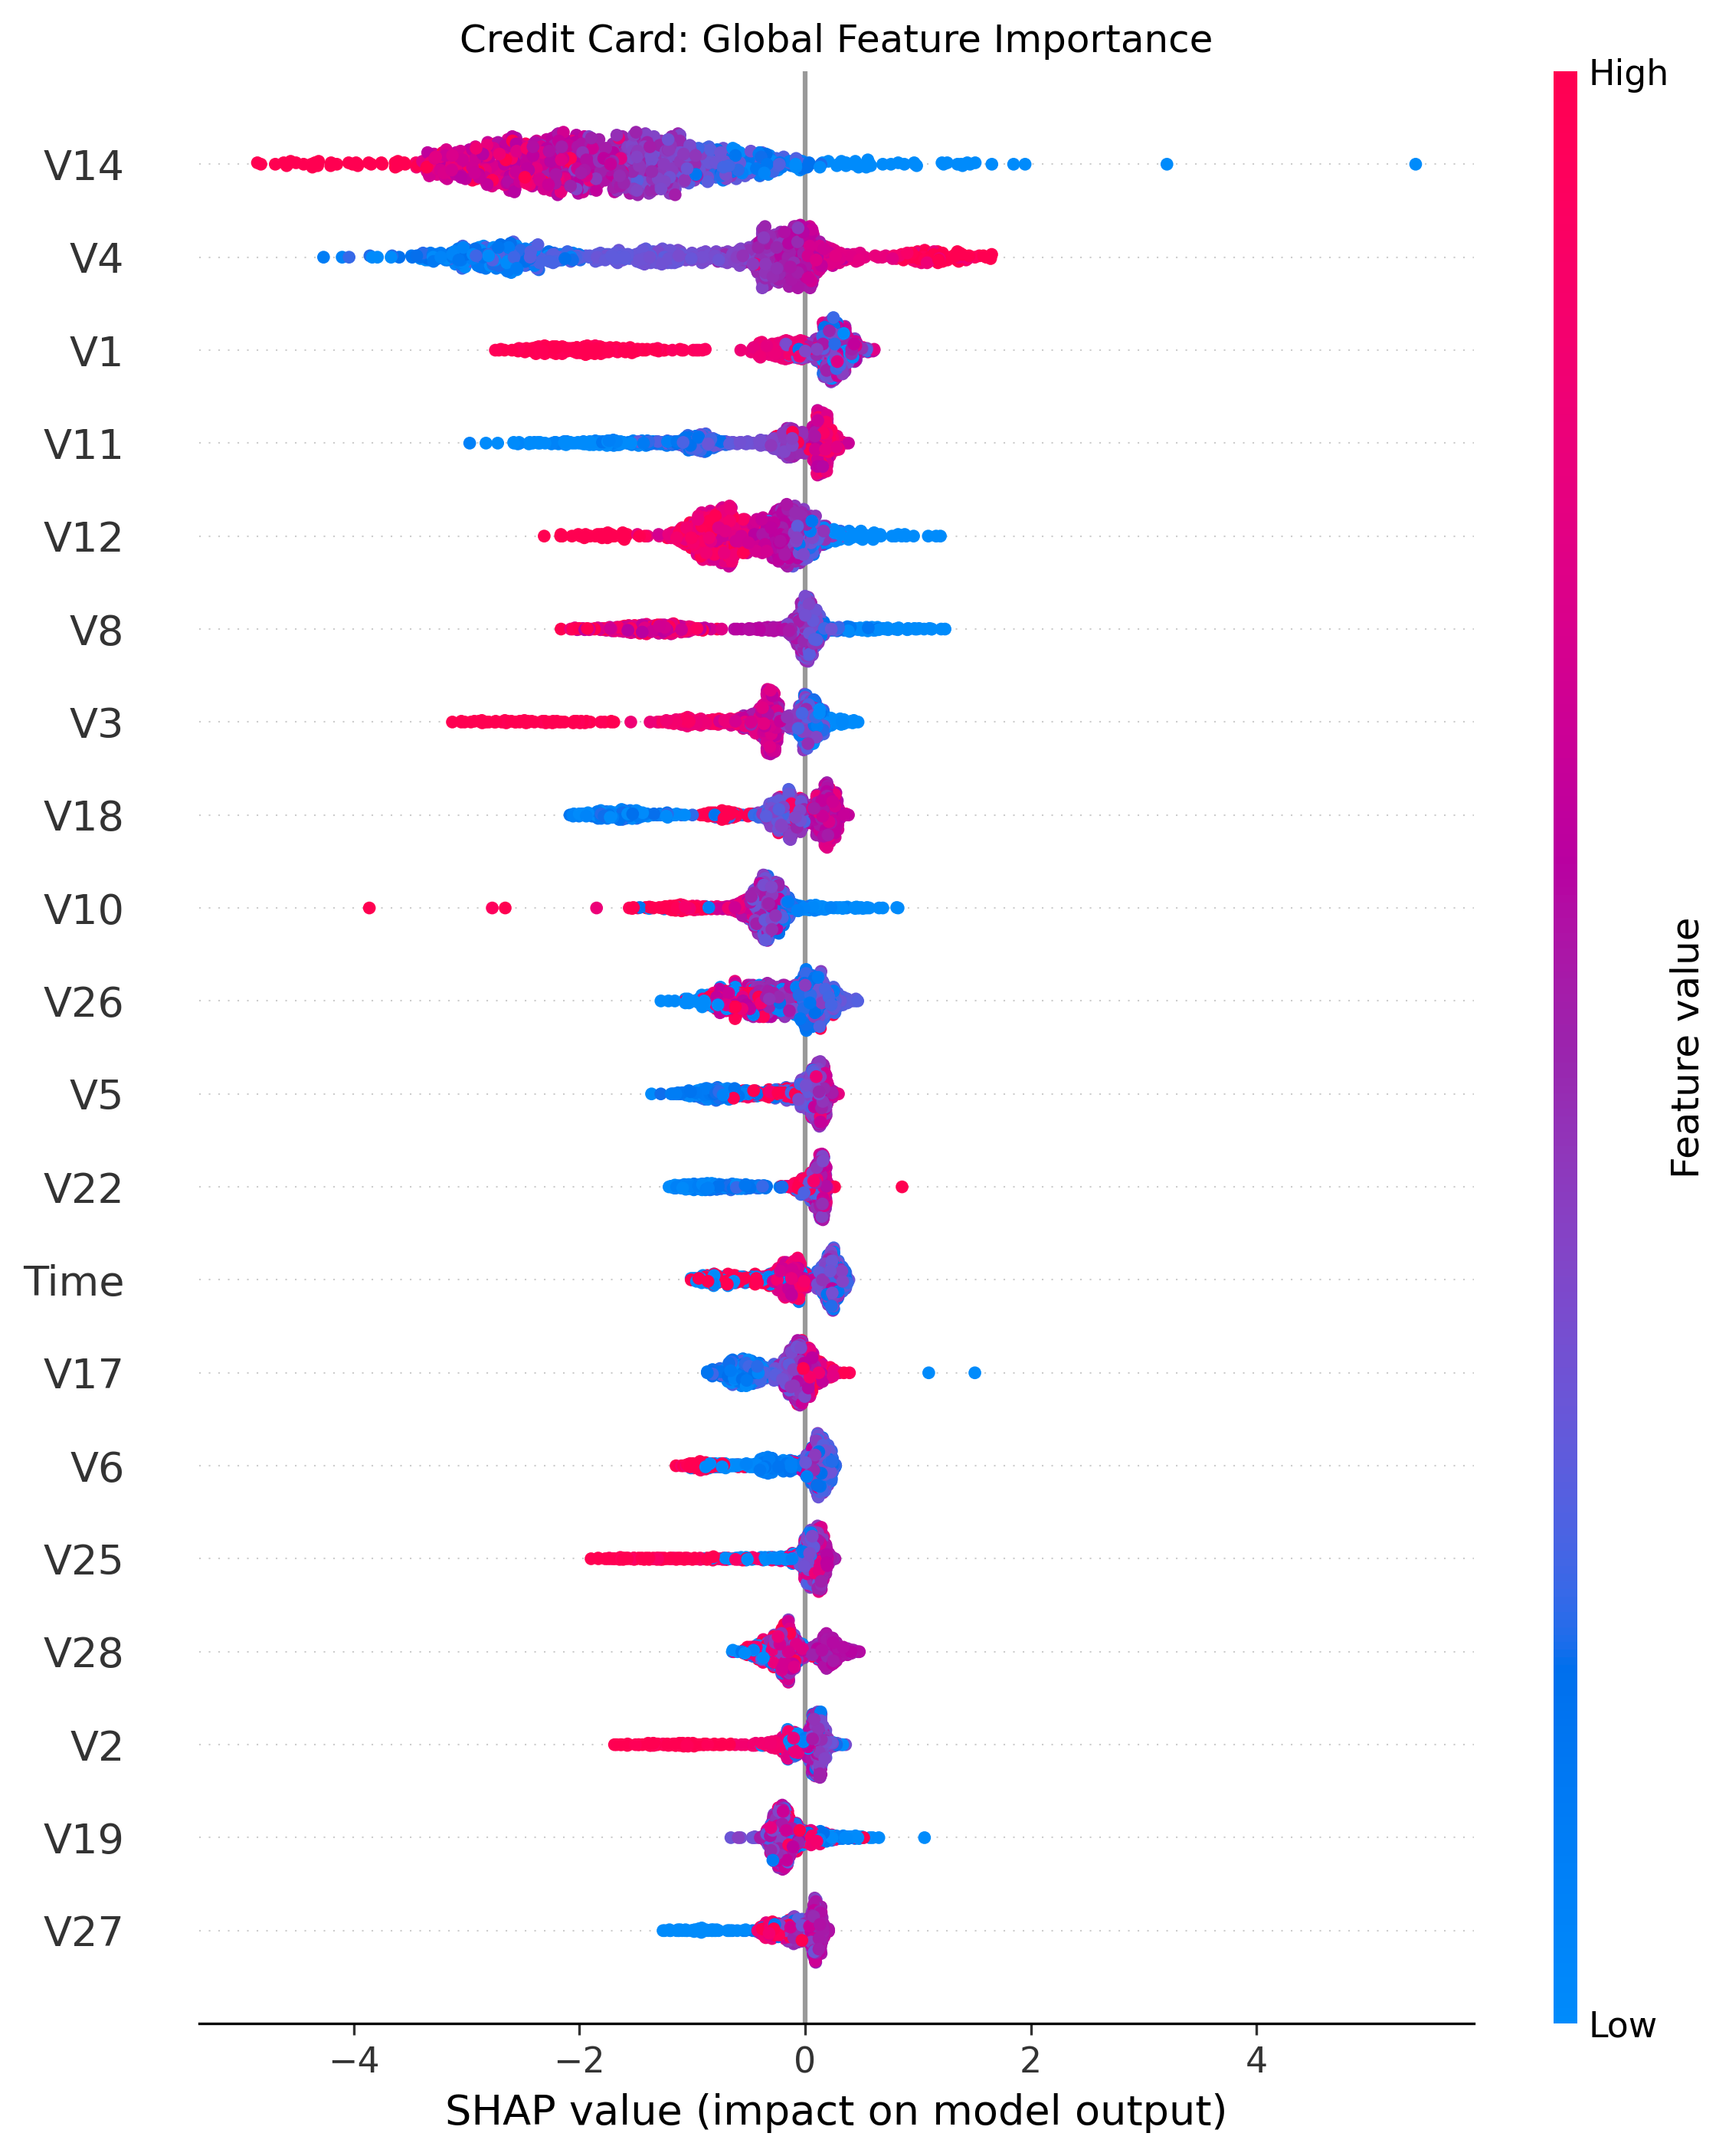 Credit Card: Global Feature Importance
High
V14
V4
V1
V11
V12
V8
V3
V18
V10
V26
V5
V22
Time
V17
V6
V25
V28
V2
V19
V27
Feature value
Low
−4 −2 0 2 4
SHAP value (impact on model output)